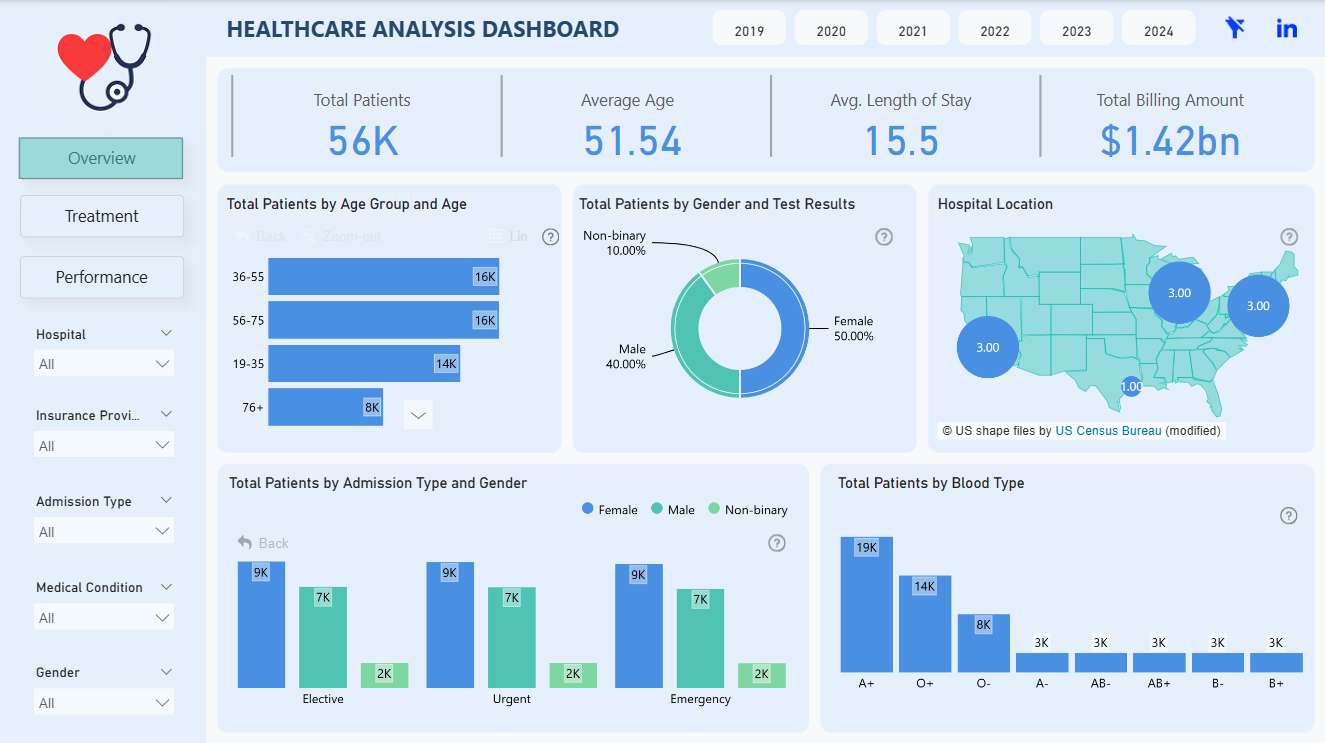 HEALTHCARE ANALYSIS DASHBOARD
2019
2020
2021
2022
2023
2024
in
Total Patients
56K
Average Age
51.54
Avg. Length of Stay
15.5
Total Billing Amount
$1.42bn
Overview
Treatment
Performance
Hospital
All
Insurance Provi...
All
Admission Type
All
Medical Condition
All
Gender
All
Total Patients by Age Group and Age
Back
Zoom-out
Lin
?
36-55
16K
56-75
16K
19-35
14K
76+
8K
Total Patients by Gender and Test Results
?
Non-binary
10.00%
Female
50.00%
Male
40.00%
Hospital Location
?
3.00
3.00
3.00
1.00
© US shape files by US Census Bureau (modified)
Total Patients by Admission Type and Gender
Female Male Non-binary
Back
?
9K 7K 2K
9K 7K 2K
9K 7K 2K
Elective Urgent Emergency
Total Patients by Blood Type
?
19K
14K
8K
3K 3K 3K 3K 3K
A+ O+ O- A- AB- AB+ B- B+